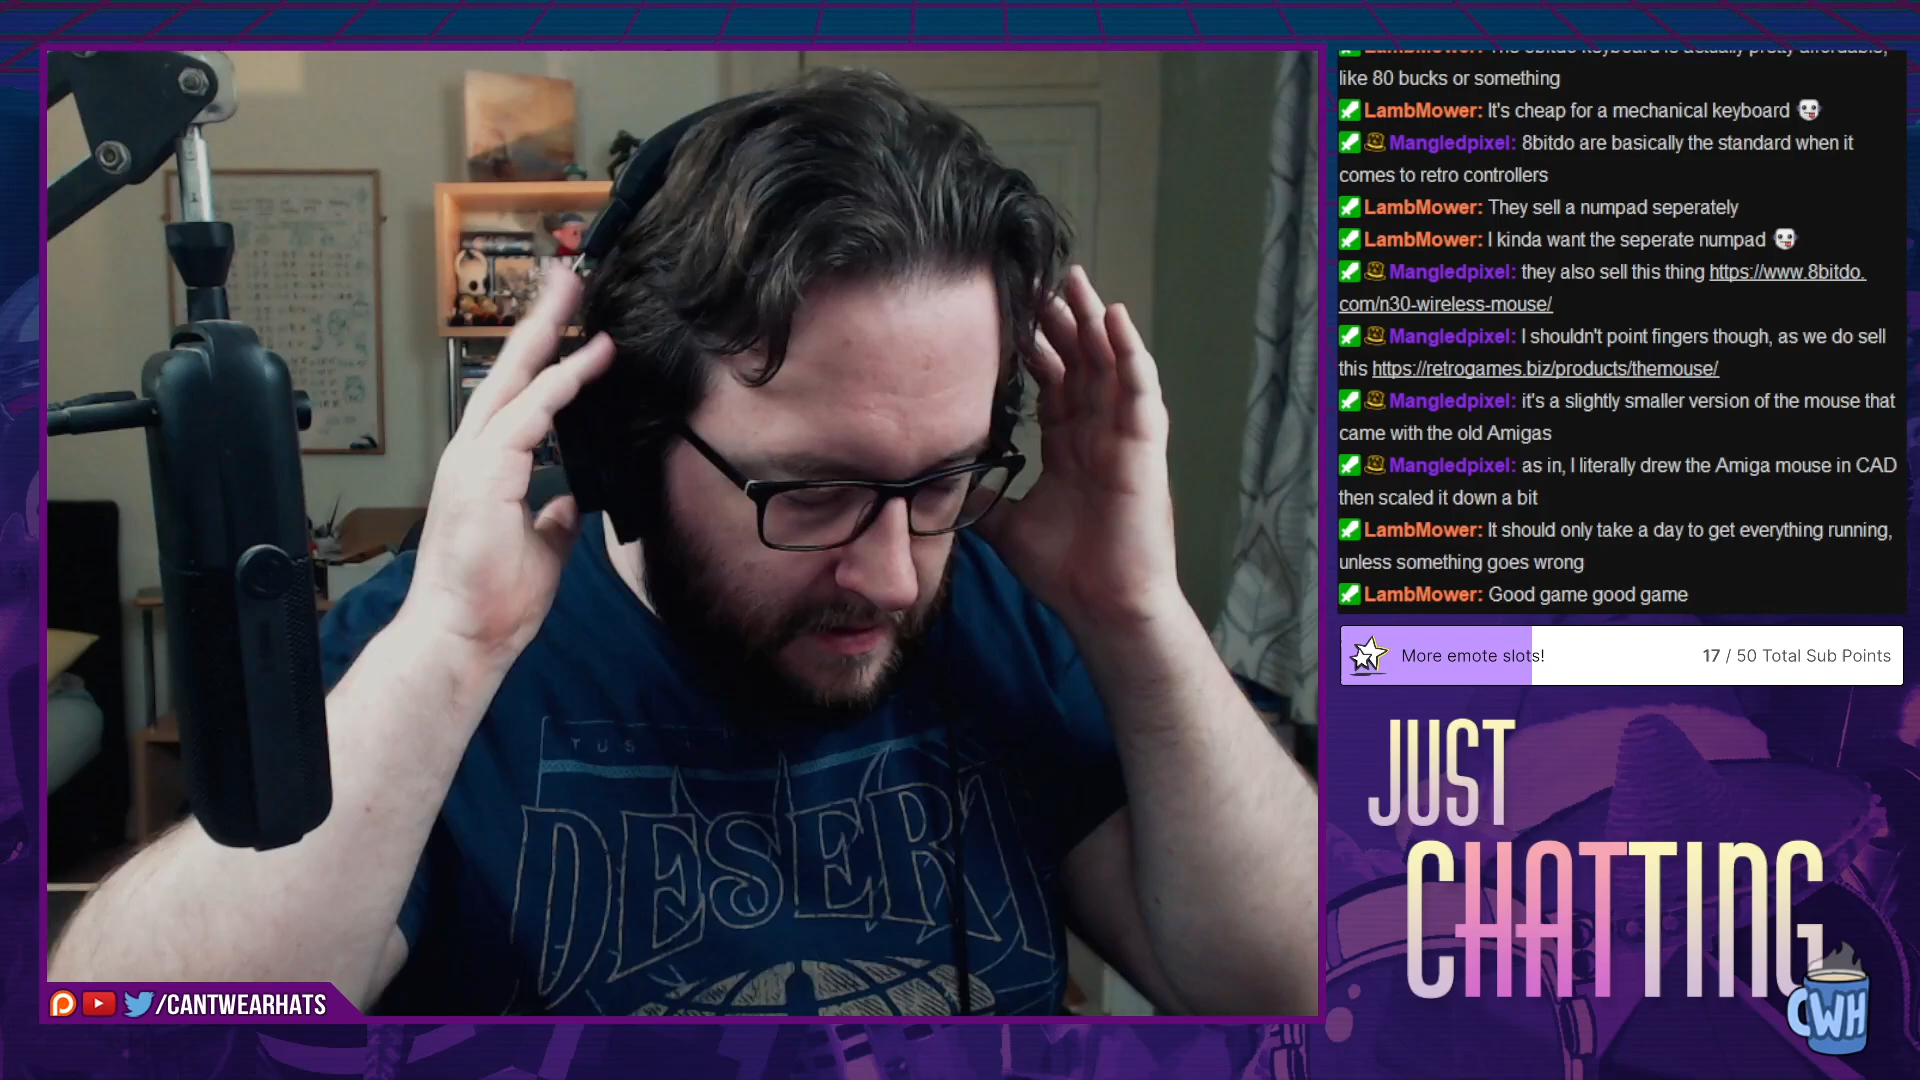 like 80 bucks or something
LambMower: It's cheap for a mechanical keyboard
Mangledpixel: 8bitdo are basically the standard when it
comes to retro controllers
LambMower: They sell a numpad seperately
LambMower: I kinda want the seperate numpad
Mangledpixel: they also sell this thing https://www.8bitdo.
com/n30-wireless-mouse/
Mangledpixel: I shouldn't point fingers though, as we do sell
this https://retrogames.biz/products/themouse/
Mangledpixel: it's a slightly smaller version of the mouse that
came with the old Amigas
Mangledpixel: as in, I literally drew the Amiga mouse in CAD
then scaled it down a bit
LambMower: It should only take a day to get everything running,
unless something goes wrong
LambMower: Good game good game
More emote slots! 17 / 50 Total Sub Points
JUST
CHATTING
CWH
DESERT
/CANTWEARHATS